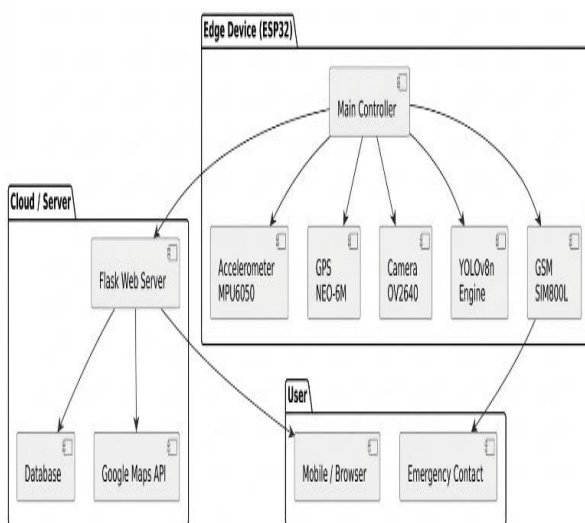 Edge Device (ESP32)
Main Controller
Accelerometer
MPU6050
GPS
NEO-6M
Camera
OV2640
YOLOv8n
Engine
GSM
SIM800L
Cloud / Server
Flask Web Server
Database
Google Maps API
User
Mobile / Browser
Emergency Contact